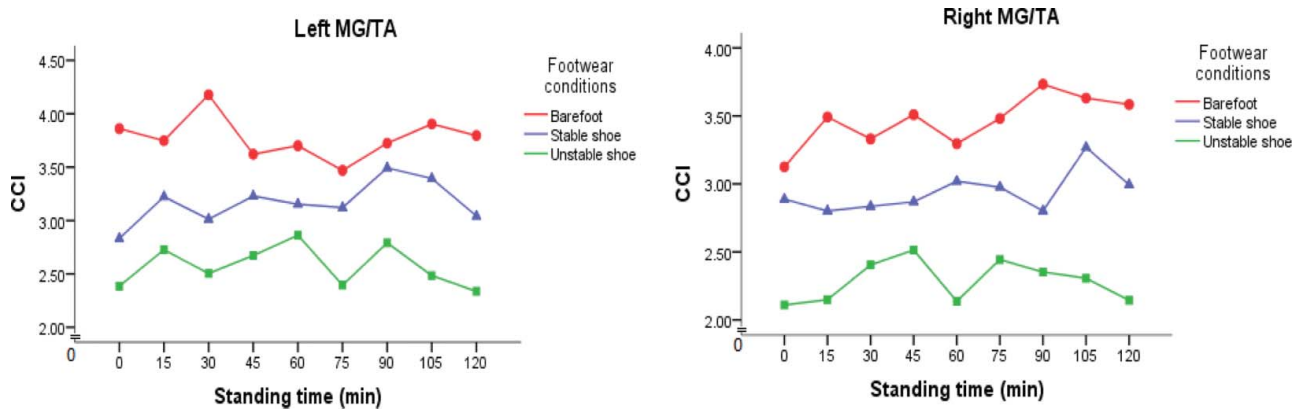 Left MG/TA
4.50
4.00
3.50
3.00
2.50
2.00
0
CCI
0 15 30 45 60 75 90 105 120
Standing time (min)
Footwear
conditions
Barefoot
Stable shoe
Unstable shoe
Right MG/TA
4.00
3.50
3.00
2.50
2.00
0
CCI
0 15 30 45 60 75 90 105 120
Standing time (min)
Footwear
conditions
Barefoot
Stable shoe
Unstable shoe